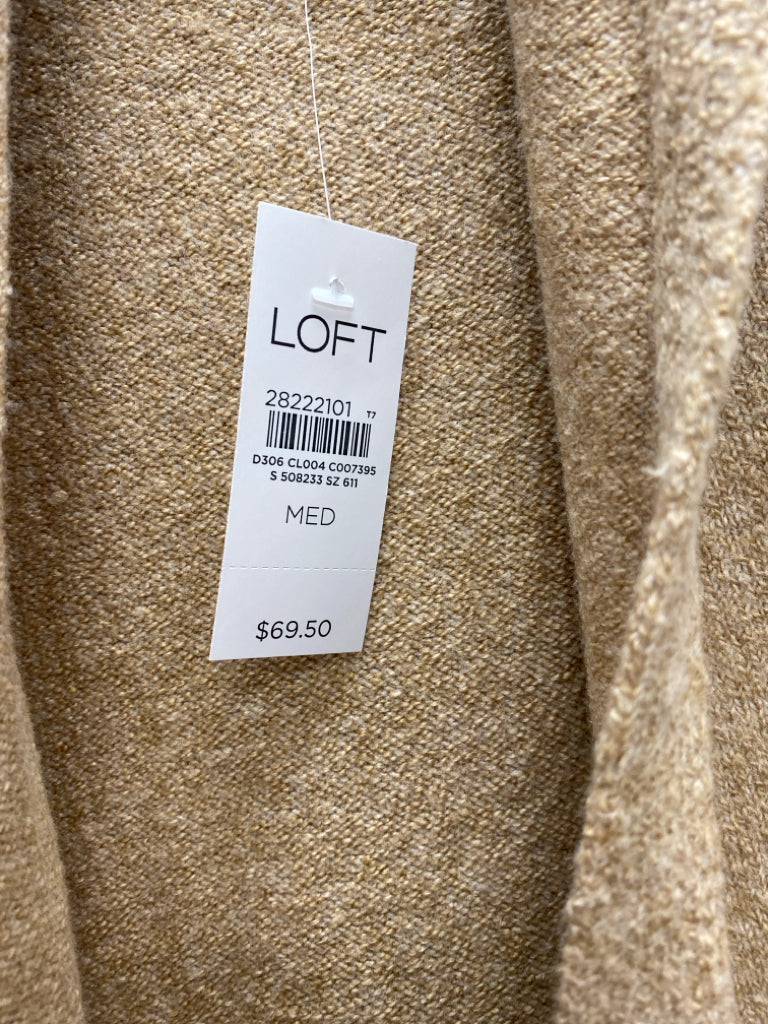 LOFT
28222101 T7
D306 CL004 C007395
S 508233 SZ 611
MED
$69.50